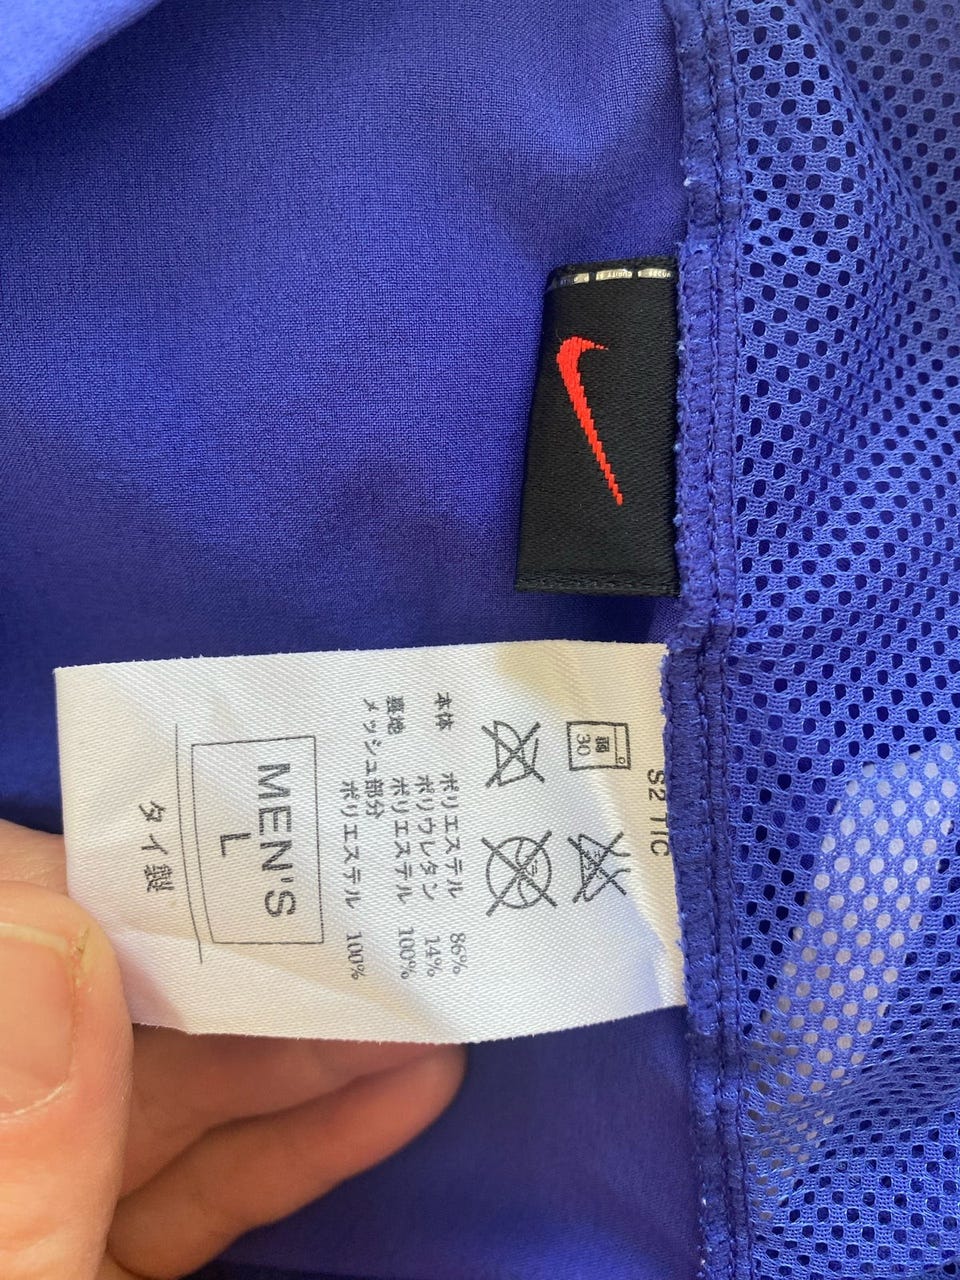 S2 TIC
弱
30
本体 ポリエステル 86%
ポリウレタン 14%
裏地 ポリエステル 100%
メッシュ部分
ポリエステル 100%
MEN'S
L
タイ製